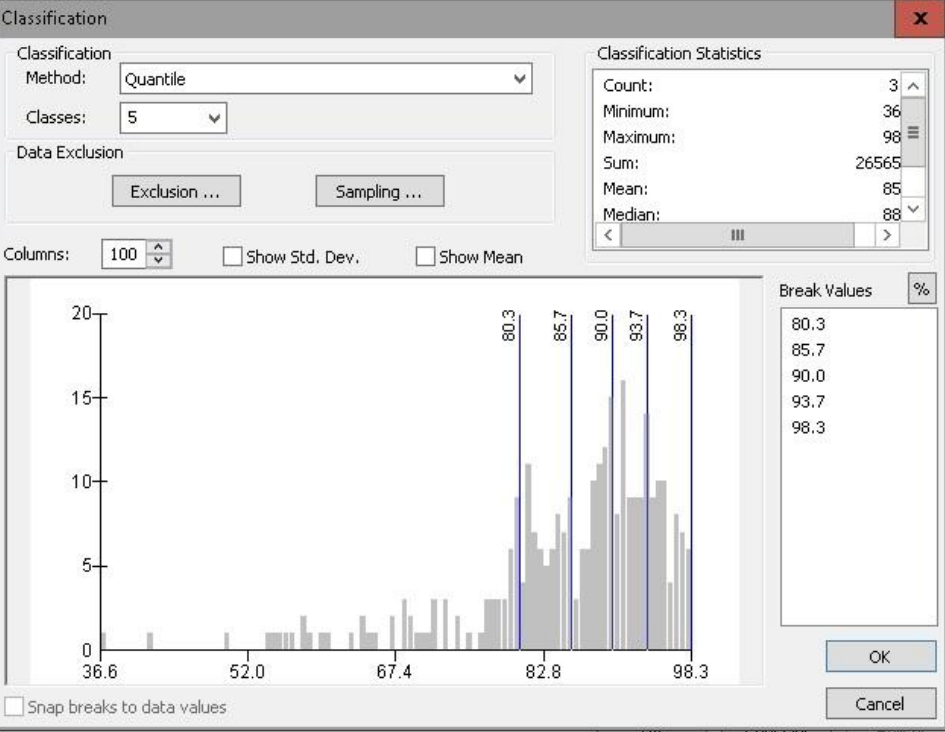 Classification
Classification
Method: Quantile
Classes: 5
Data Exclusion
Exclusion ...
Sampling ...
Classification Statistics
Count: 3
Minimum: 36
Maximum: 98
Sum: 26565
Mean: 85
Median: 88
Columns: 100
Show Std. Dev.
Show Mean
Break Values
%
80.3
85.7
90.0
93.7
98.3
20
15
10
5
0
80.3
85.7
90.0
93.7
98.3
36.6
52.0
67.4
82.8
98.3
OK
Cancel
Snap breaks to data values